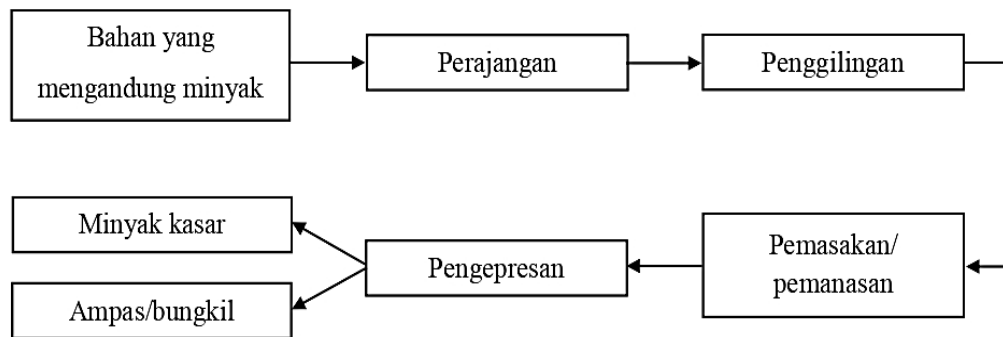 Bahan yang
mengandung minyak
Perajangan
Penggilingan
Pemasakan/
pemanasan
Pengepresan
Minyak kasar
Ampas/bungkil